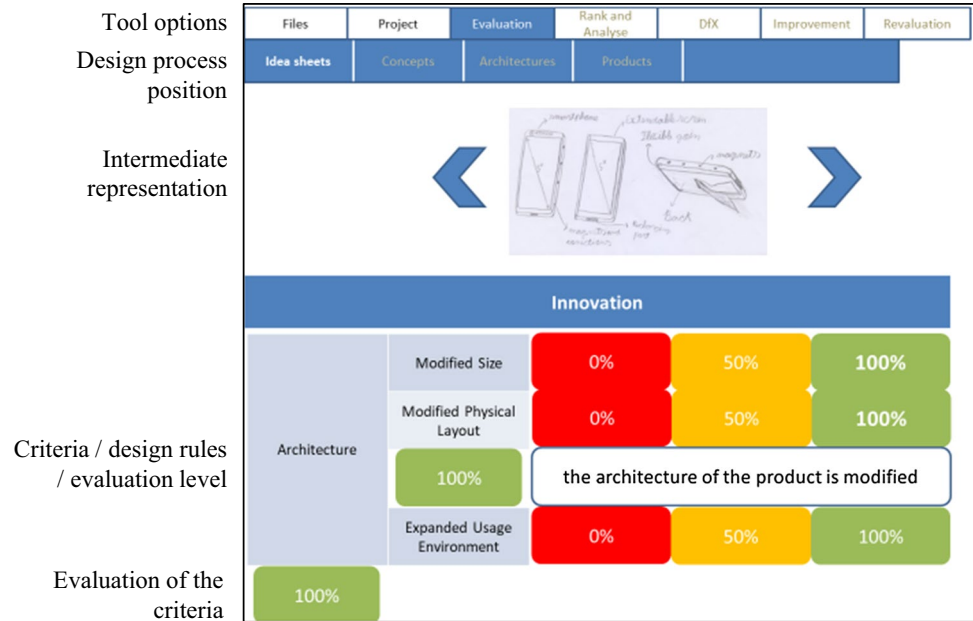 Tool options
Files Project Evaluation Rank and Analyse DfX Improvement Revaluation
Design process position
Idea sheets Concepts Architectures Products
Intermediate representation
smartphone
magnets
Back
Innovation
Criteria / design rules / evaluation level
Architecture
Modified Size 0% 50% 100%
Modified Physical Layout 0% 50% 100%
100% the architecture of the product is modified
Expanded Usage Environment 0% 50% 100%
Evaluation of the criteria
100%